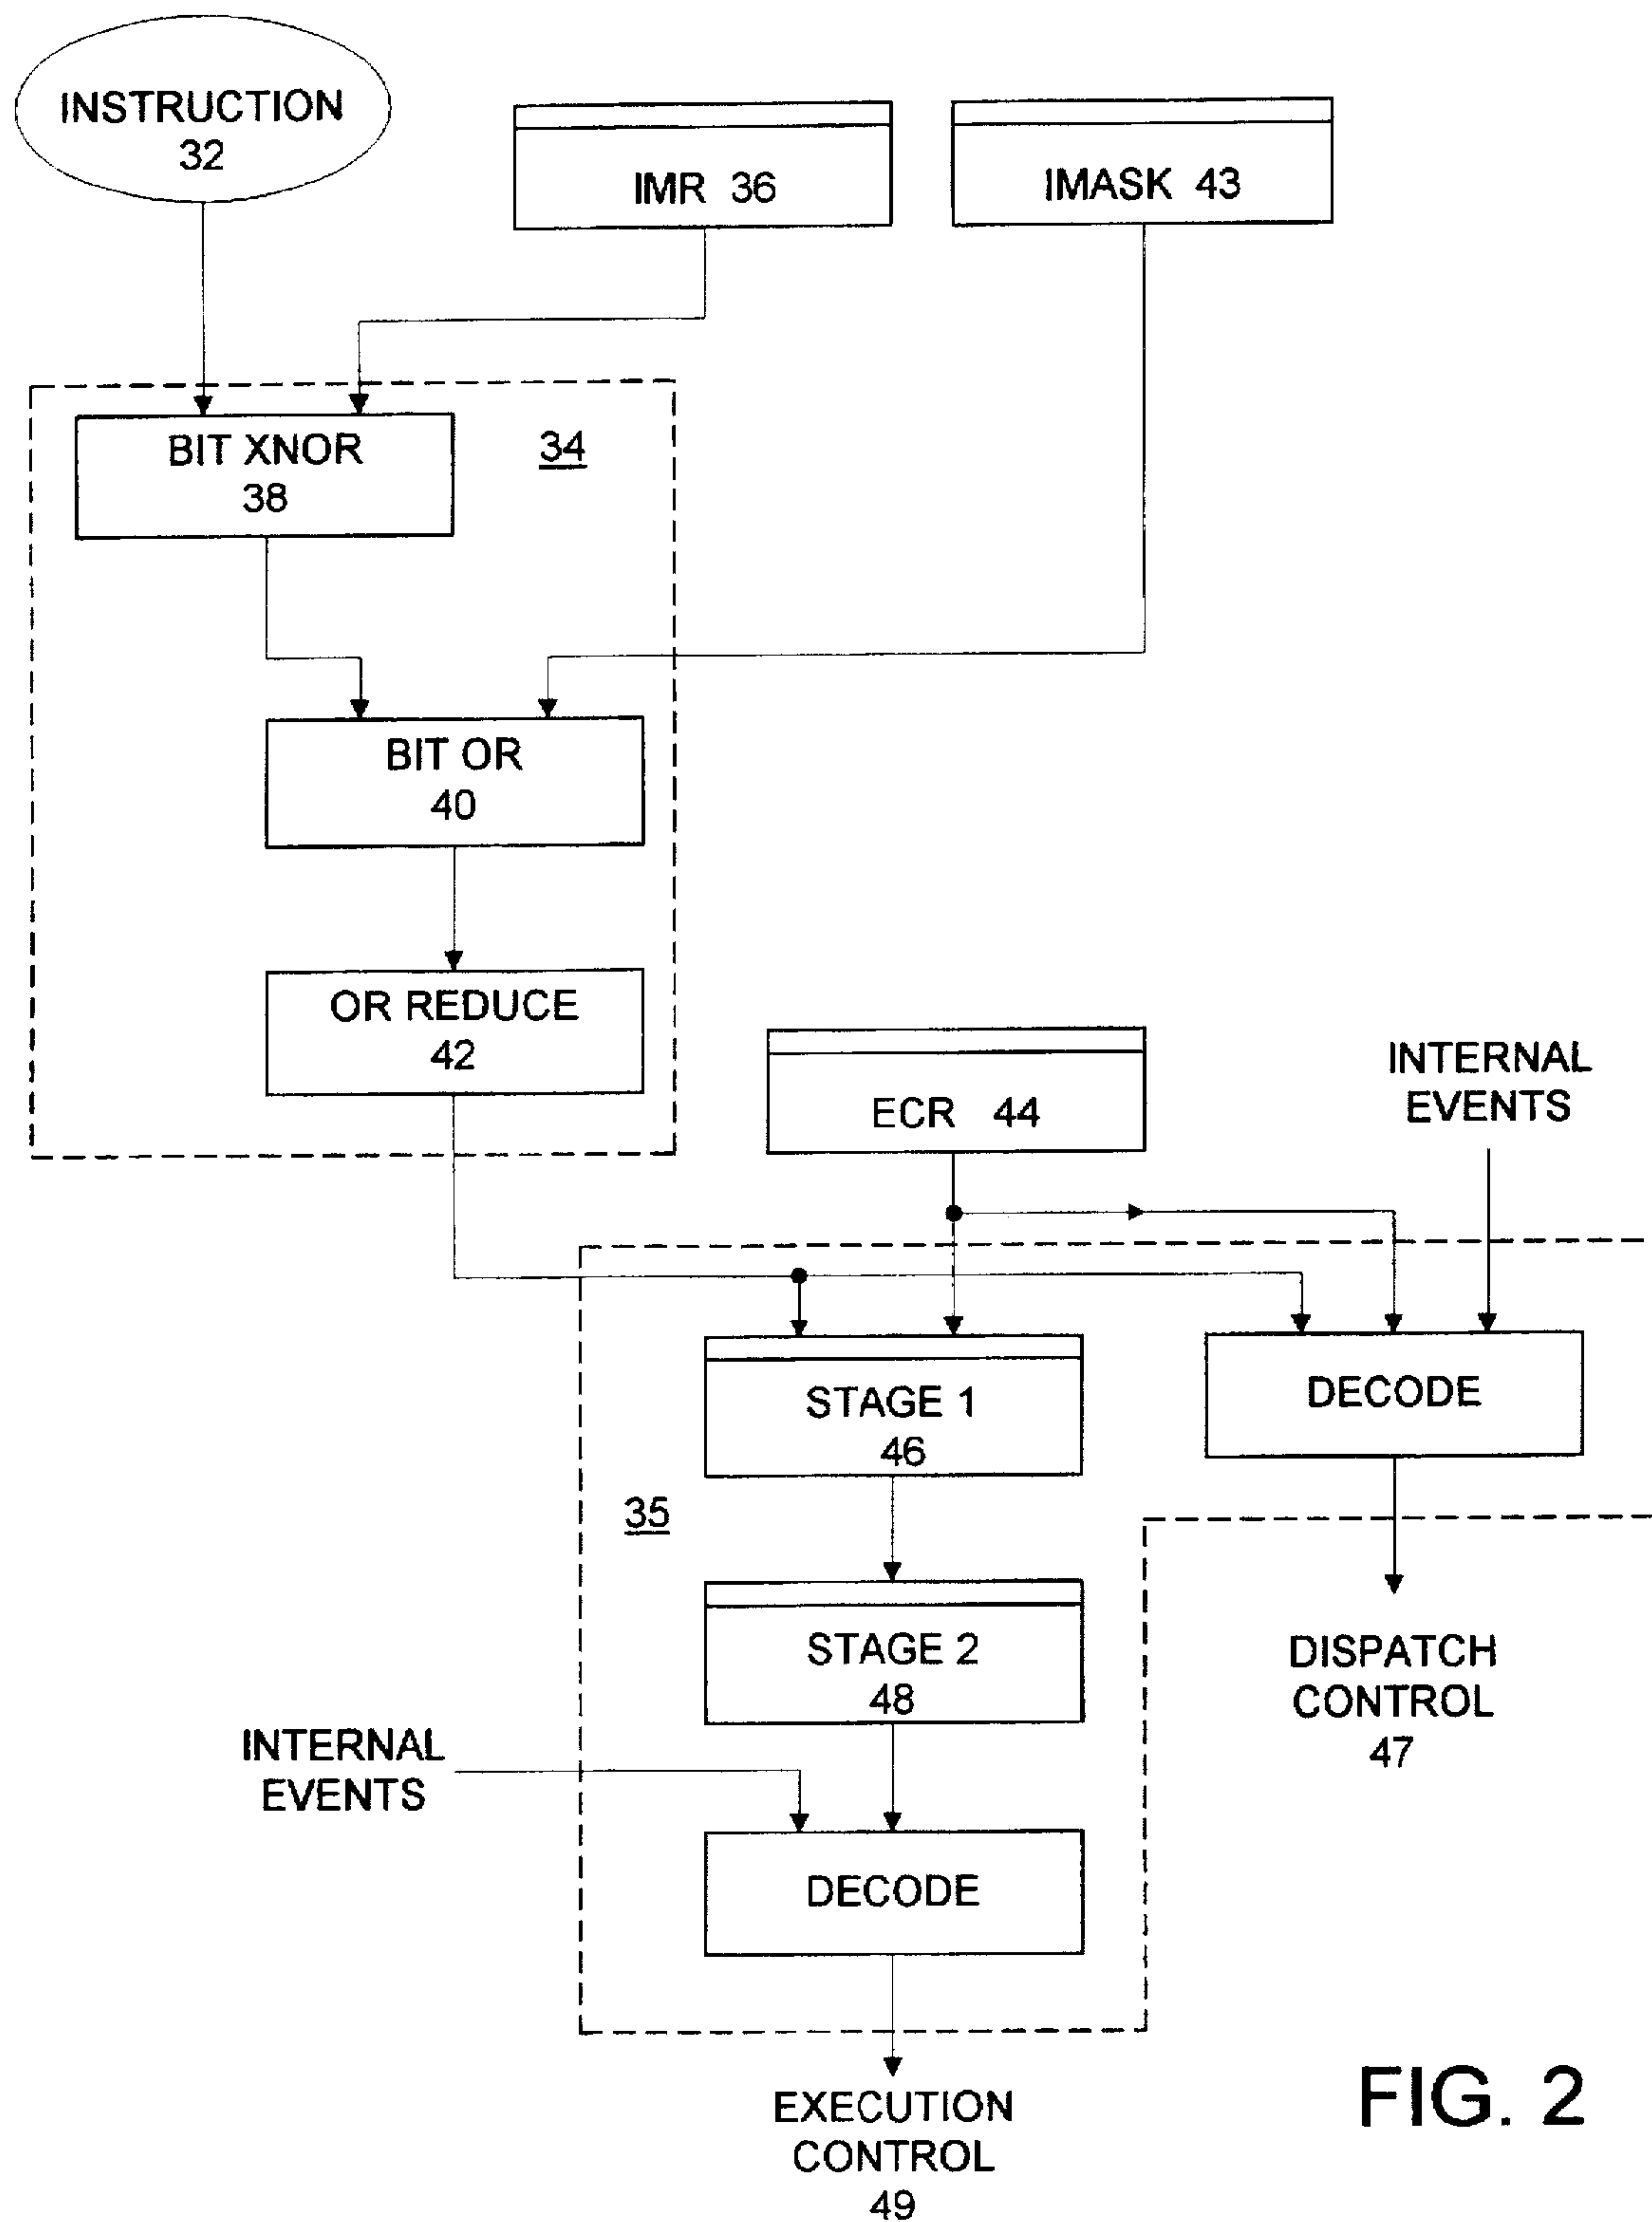 INSTRUCTION
32
IMR 36
IMASK 43
BIT XNOR
38
34
BIT OR
40
OR REDUCE
42
ECR 44
INTERNAL
EVENTS
STAGE 1
46
DECODE
35
STAGE 2
48
DISPATCH
CONTROL
47
INTERNAL
EVENTS
DECODE
EXECUTION
CONTROL
49
FIG. 2